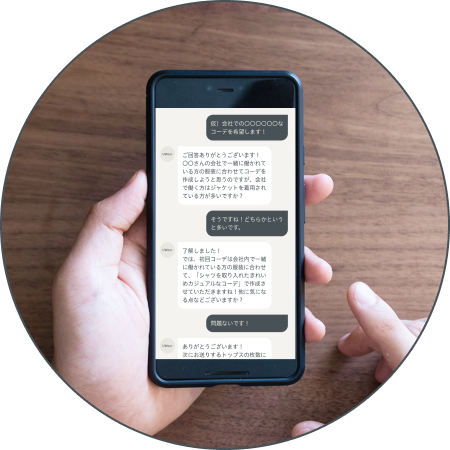 仮）会社での〇〇〇〇〇〇な
コーデを希望します！
ご回答ありがとうございます！
〇〇さんの会社で一緒に働かれて
いる方の服装に合わせてコーデを
作成しようと思うのですが、会社
で働く方はジャケットを着用され
ている方が多いですか？
そうですね！どちらかという
と多いです。
了解しました！
では、初回コーデは会社内で一緒
に働かれている方の服装に合わせ
て、「シャツを取り入れたきれい
めカジュアルなコーデ」で作成さ
せていただきますね！他に気にな
る点などございますか？
問題ないです！
ありがとうございます！
次にお送りするトップスの枚数に